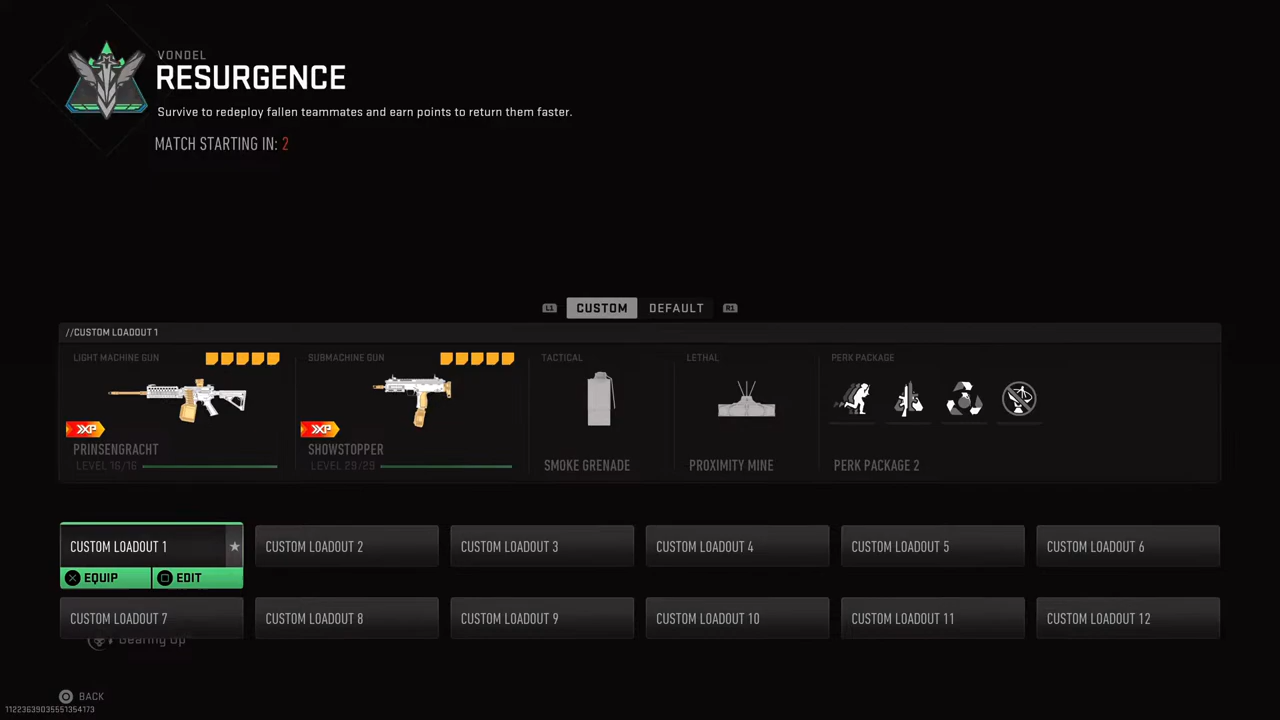 VONDEL
RESURGENCE
Survive to redeploy fallen teammates and earn points to return them faster.
MATCH STARTING IN: 2
L1 CUSTOM DEFAULT R1
//CUSTOM LOADOUT 1
LIGHT MACHINE GUN SUBMACHINE GUN TACTICAL LETHAL PERK PACKAGE
XP XP
PRINSENGRACHT SHOWSTOPPER
LEVEL 16/16 LEVEL 29/29 SMOKE GRENADE PROXIMITY MINE PERK PACKAGE 2
CUSTOM LOADOUT 1 CUSTOM LOADOUT 2 CUSTOM LOADOUT 3 CUSTOM LOADOUT 4 CUSTOM LOADOUT 5 CUSTOM LOADOUT 6
EQUIP EDIT
CUSTOM LOADOUT 7 CUSTOM LOADOUT 8 CUSTOM LOADOUT 9 CUSTOM LOADOUT 10 CUSTOM LOADOUT 11 CUSTOM LOADOUT 12
Gearing Up
BACK
11223639035551354173